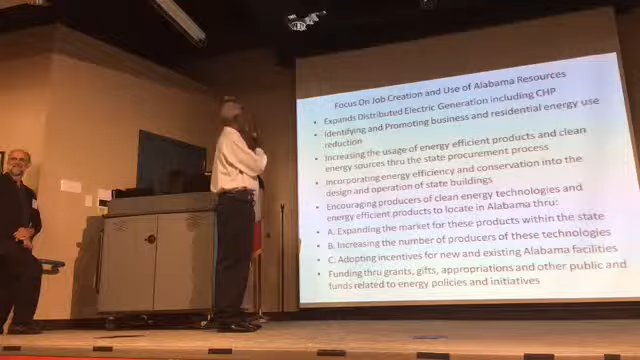 Focus On Job Creation and Use of Alabama Resources
• Expands Distributed Electric Generation including CHP
• Identifying and Promoting business and residential energy use
reduction
• Increasing the usage of energy efficient products and clean
energy sources thru the state procurement process
• Incorporating energy efficiency and conservation into the
design and operation of state buildings
• Encouraging producers of clean energy technologies and
energy efficient products to locate in Alabama thru:
• A. Expanding the market for these products within the state
• B. Increasing the number of producers of these technologies
• C. Adopting incentives for new and existing Alabama facilities
• Funding thru grants, gifts, appropriations and other public and
funds related to energy policies and initiatives